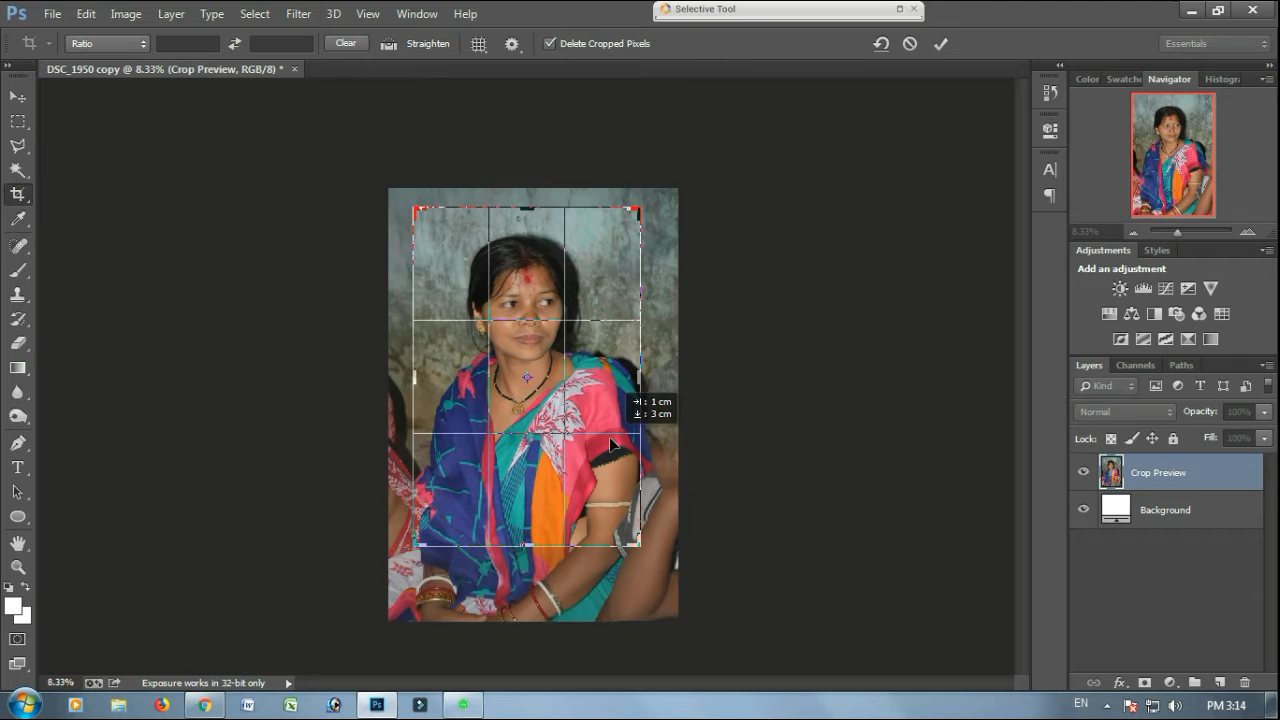 Ps File Edit Image Layer Type Select Filter 3D View Window Help
Selective Tool
Ratio Clear Straighten Delete Cropped Pixels Essentials
DSC_1950 copy @ 8.33% (Crop Preview, RGB/8) *
Color Swatche Navigator Histogr
8.33%
Adjustments Styles
Add an adjustment
Layers Channels Paths
Kind
Normal Opacity: 100%
Lock: Fill: 100%
Crop Preview
Background
: 1 cm
: 3 cm
8.33% Exposure works in 32-bit only
EN PM 3:14